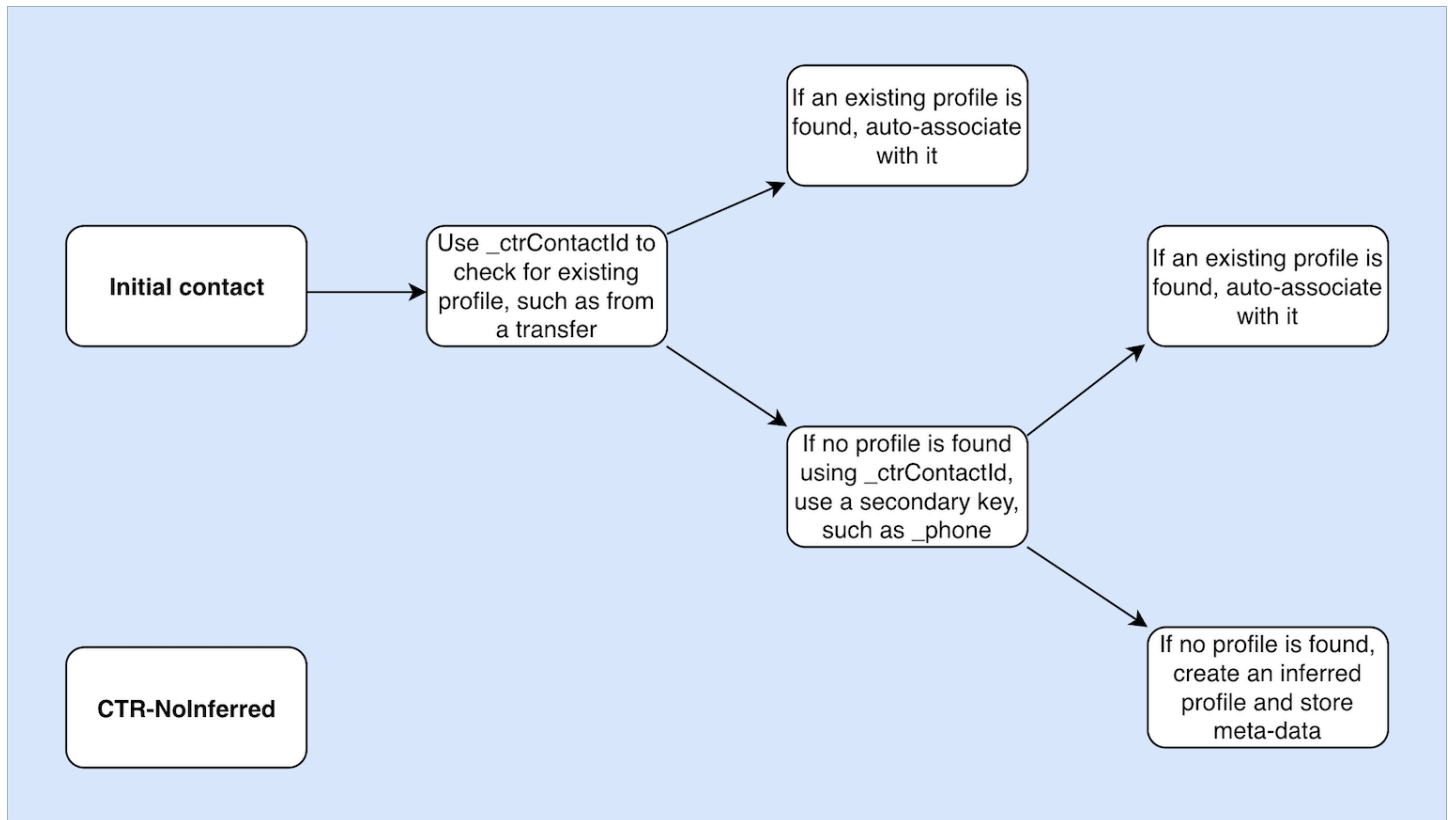 If an existing profile is
found, auto-associate
with it
Initial contact
Use _ctrContactId to
check for existing
profile, such as from
a transfer
If an existing profile is
found, auto-associate
with it
If no profile is found
using _ctrContactId,
use a secondary key,
such as _phone
CTR-NoInferred
If no profile is found,
create an inferred
profile and store
meta-data